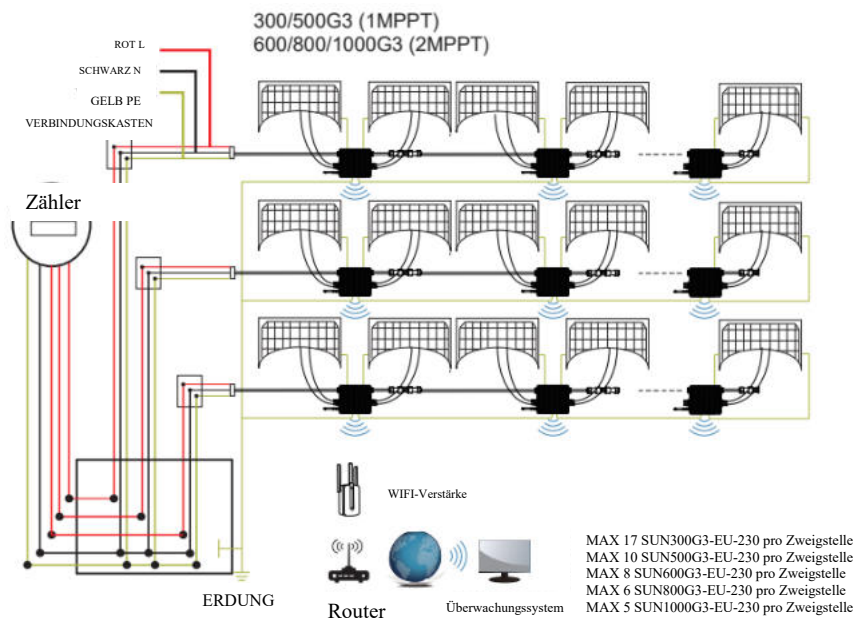 300/500G3 (1MPPT)
600/800/1000G3 (2MPPT)
ROT L
SCHWARZ N
GELB PE
VERBINDUNGSKASTEN
Zähler
WIFI-Verstärke
ERDUNG
Router
Überwachungssystem
MAX 17 SUN300G3-EU-230 pro Zweigstelle
MAX 10 SUN500G3-EU-230 pro Zweigstelle
MAX 8 SUN600G3-EU-230 pro Zweigstelle
MAX 6 SUN800G3-EU-230 pro Zweigstelle
MAX 5 SUN1000G3-EU-230 pro Zweigstelle